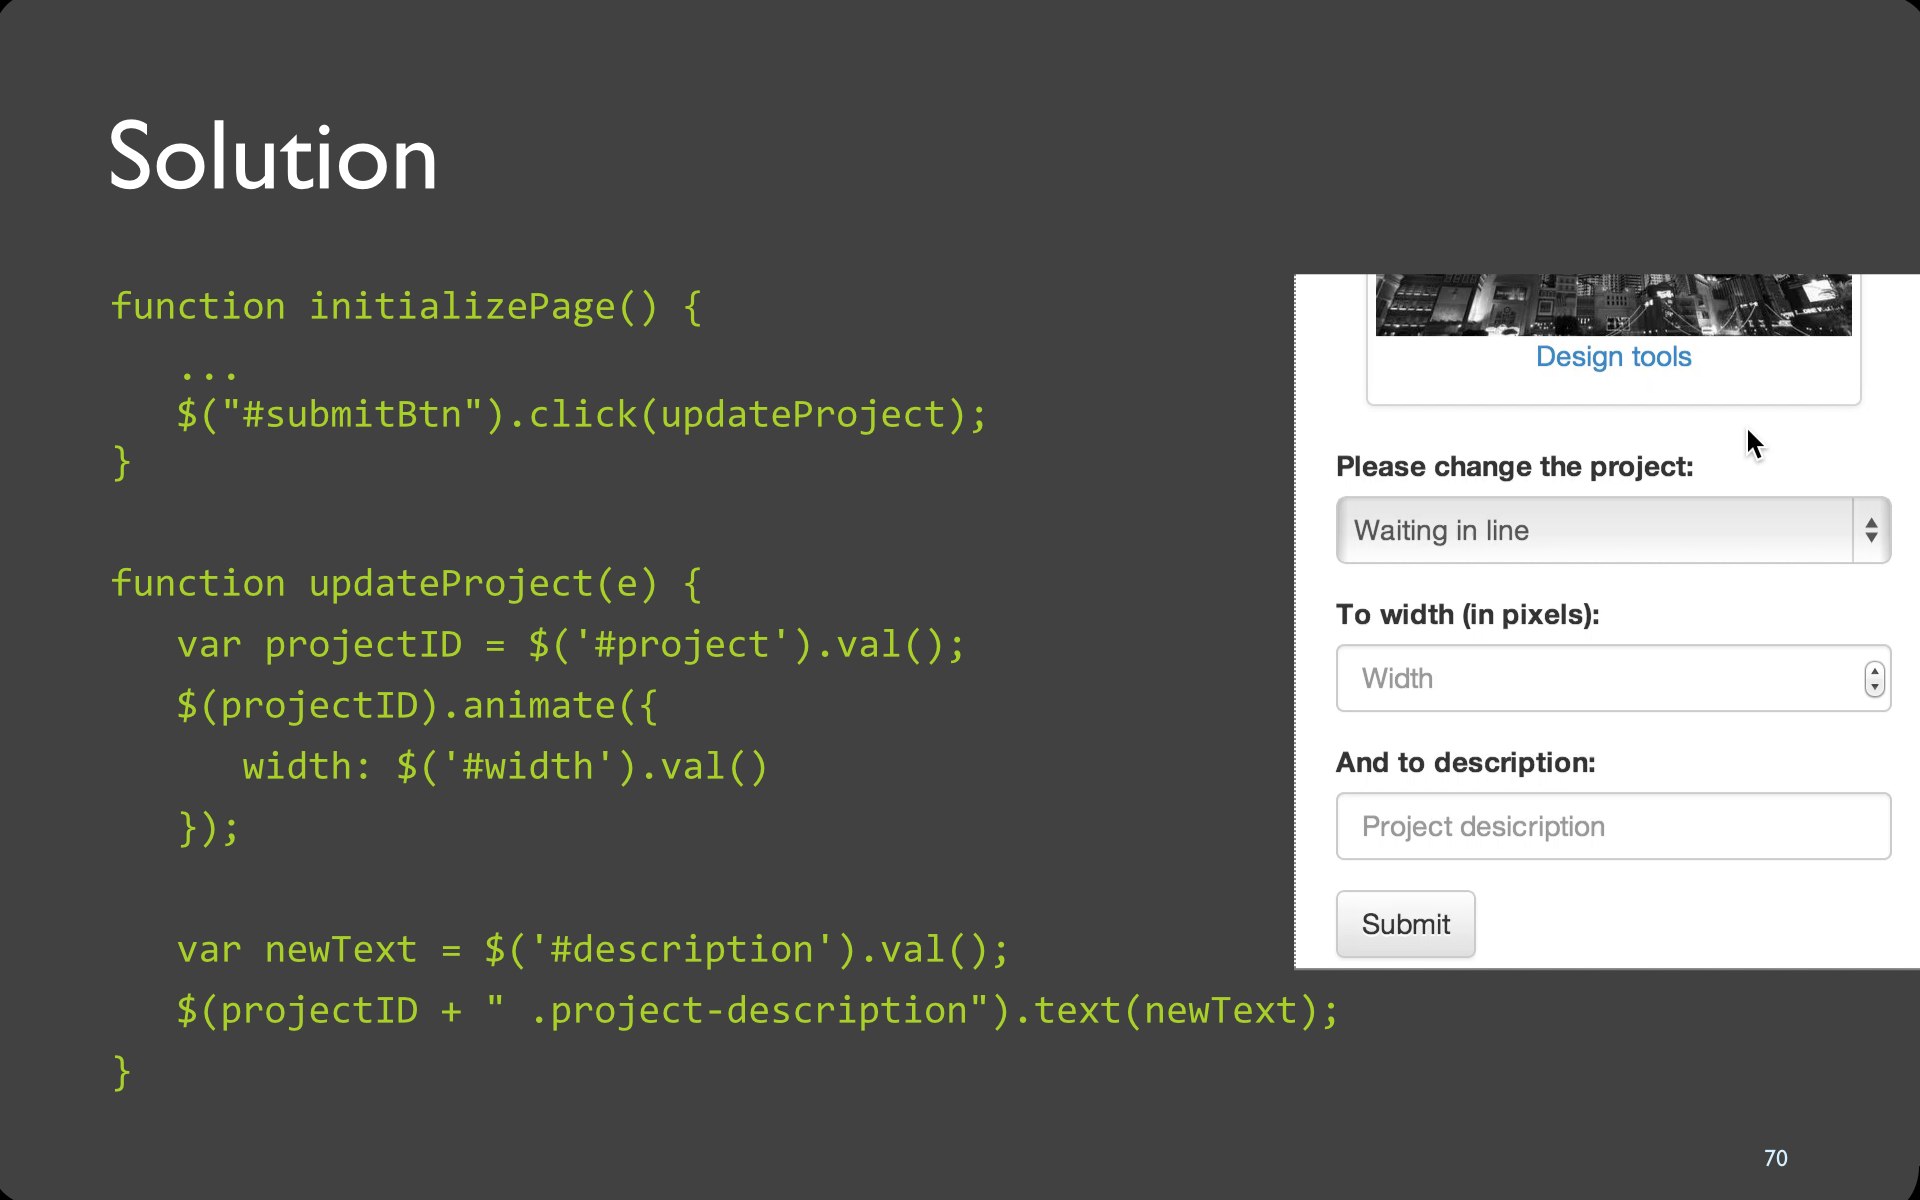 Solution
function initializePage() {
...
$("#submitBtn").click(updateProject);
}
function updateProject(e) {
var projectID = $('#project').val();
$(projectID).animate({
width: $('#width').val()
});
var newText = $('#description').val();
$(projectID + " .project-description").text(newText);
}
Design tools
Please change the project:
Waiting in line
To width (in pixels):
Width
And to description:
Project desicription
Submit
70